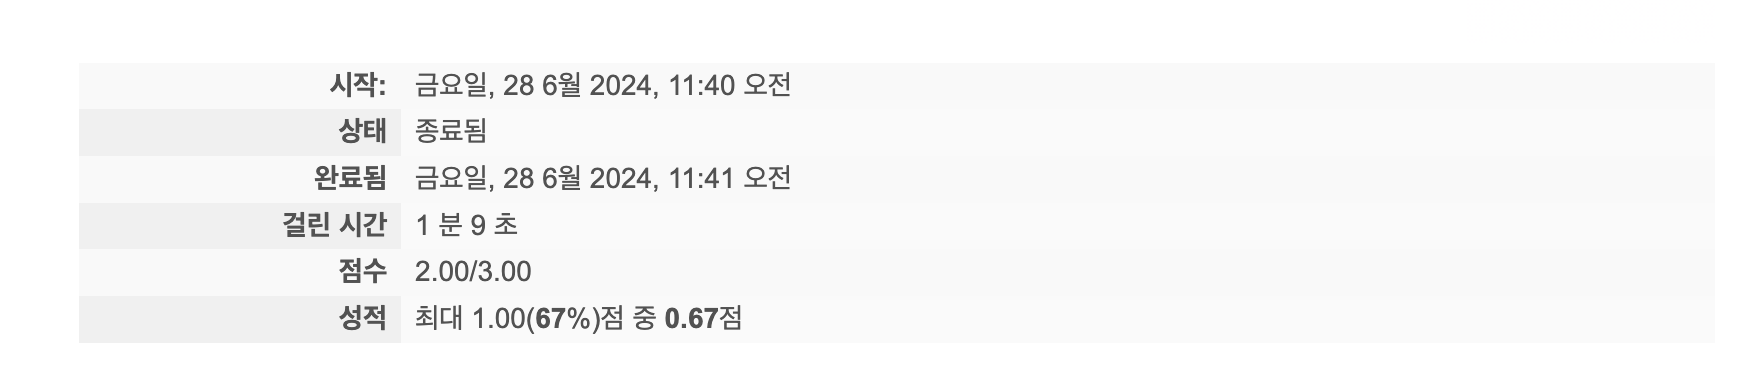 시작: 금요일, 28 6월 2024, 11:40 오전
상태 종료됨
완료됨 금요일, 28 6월 2024, 11:41 오전
걸린 시간 1 분 9 초
점수 2.00/3.00
성적 최대 1.00(67%)점 중 0.67점